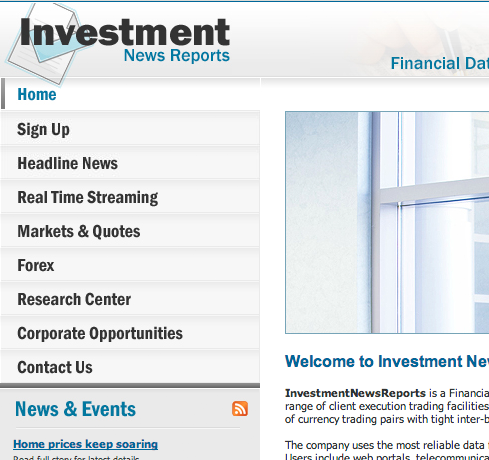 Investment
News Reports
Financial Dat
Home
Sign Up
Headline News
Real Time Streaming
Markets & Quotes
Forex
Research Center
Corporate Opportunities
Contact Us
News & Events
Home prices keep soaring
Read full story for latest details
Welcome to Investment Ne
InvestmentNewsReports is a Financia
range of client execution trading facilities
of currency trading pairs with tight inter-b
The company uses the most reliable data
Users include web portals, telecommunica